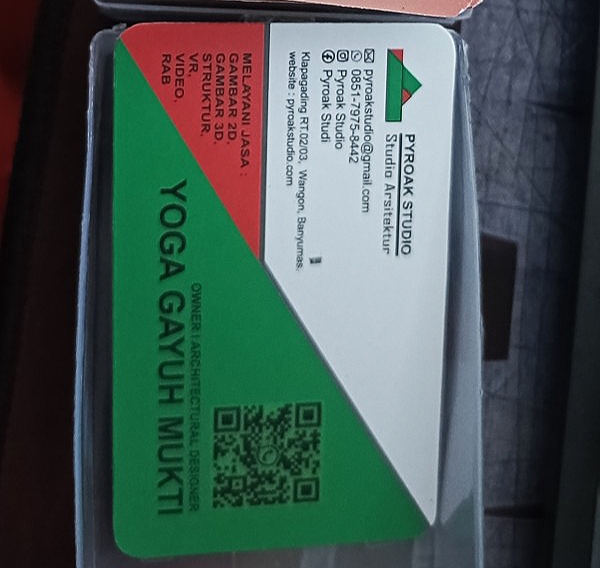 PYROAK STUDIO
Studio Arsitektur
pyroakstudio@gmail.com
0851-7975-8442
Pyroak Studio
Pyroak Studi
Klapagading RT.02/03, Wangon, Banyumas.
website : pyroakstudio.com
MELAYANI JASA :
GAMBAR 2D.
GAMBAR 3D.
STRUKTUR,
VR,
VIDEO,
RAB
OWNER | ARCHITECTURAL DESIGNER
YOGA GAYUH MUKTI